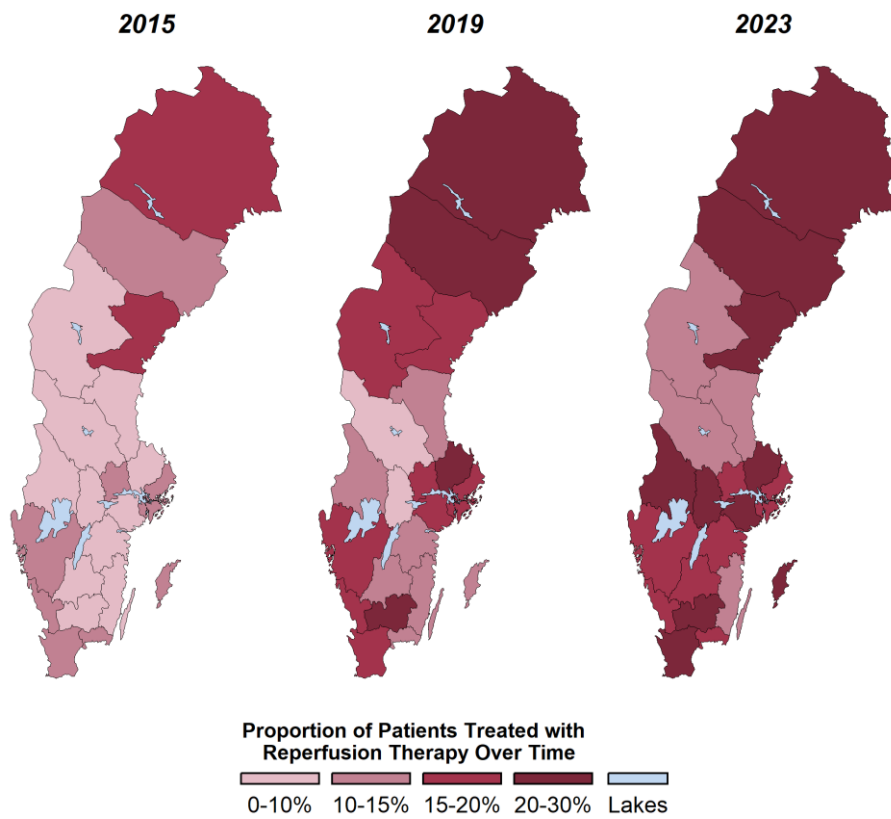 2015
2019
2023
Proportion of Patients Treated with
Reperfusion Therapy Over Time
0-10%
10-15%
15-20%
20-30%
Lakes